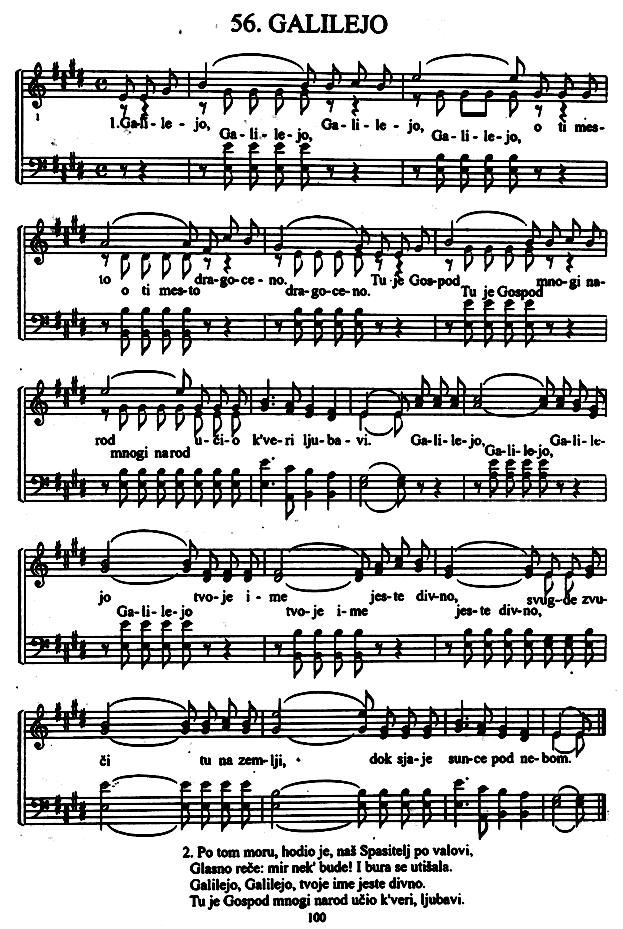 56. GALILEJO
1.Ga-li-le-jo, Ga-li-le-jo, o ti mes-
Ga-li-le-jo, Ga-li-le-jo,
to dra-go-ce-no. Tu je Gos-pod mno-gi na-
o ti mes-to dra-go-ce-no. Tu je Gospod
rod u-či-o k've-ri lju-ba-vi. Ga-li-le-jo, Ga-li-le-
mnogi narod Ga-li-le-jo,
jo tvo-je i-me jes-te div-no, svug-de zvu-
Ga-li-le-jo tvo-je i-me jes-te div-no,
či tu na zem-lji, dok sja-je sun-ce pod ne-bom.
2. Po tom moru, hodio je, naš Spasitelj po valovi,
Glasno reče: mir nek' bude! I bura se utišala.
Galilejo, Galilejo, tvoje ime jeste divno.
Tu je Gospod mnogi narod učio k'veri, ljubavi.
100